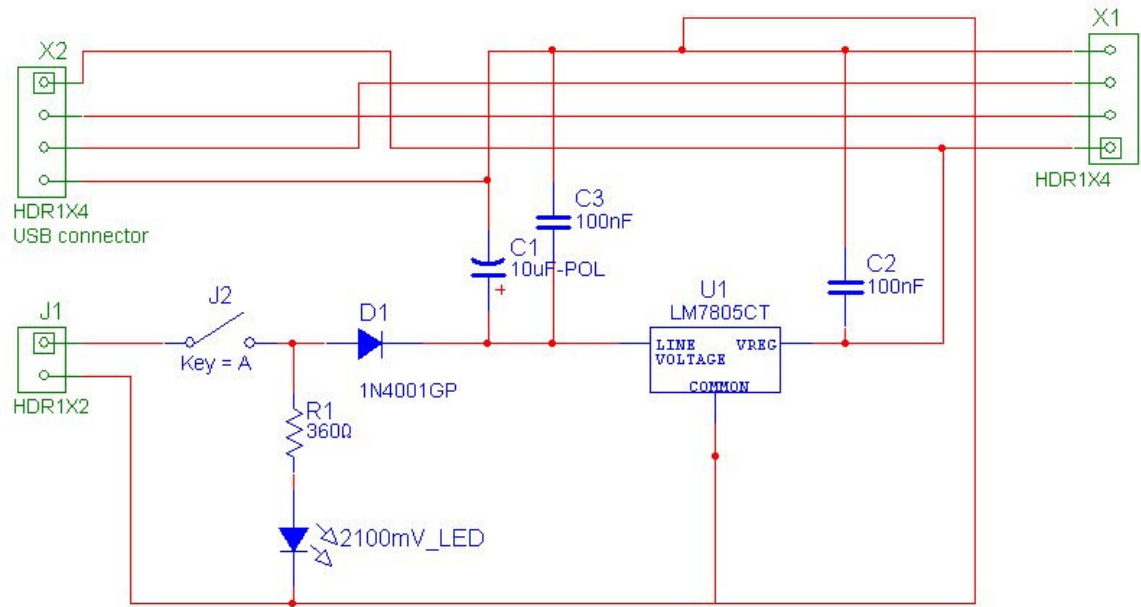 X1
X2
HDR1X4
HDR1X4
USB connector
C3
100nF
C1
10uF-POL
+
C2
100nF
J1
J2
Key = A
D1
1N4001GP
U1
LM7805CT
LINE VREG
VOLTAGE
COMMON
HDR1X2
R1
360Ω
2100mV_LED